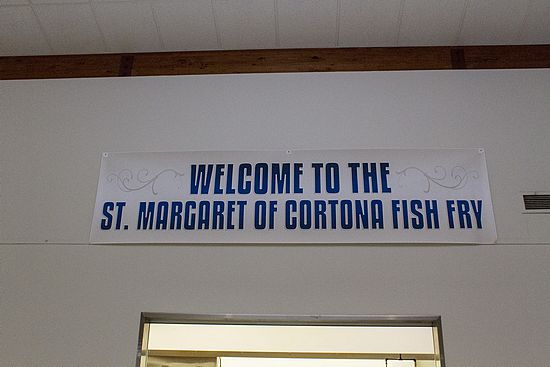 WELCOME TO THE
ST. MARGARET OF CORTONA FISH FRY